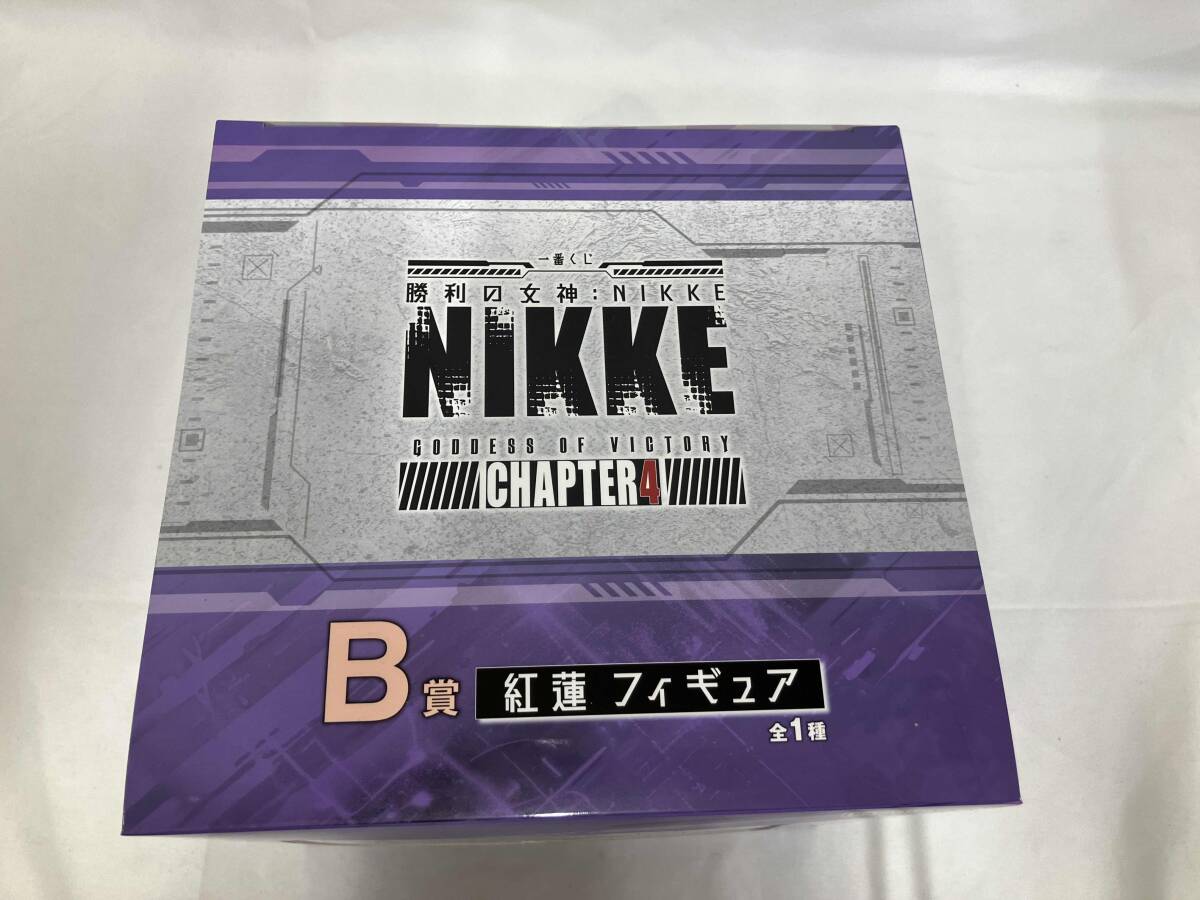 一番くじ
勝利の女神:NIKKE
NIKKE
GODDESS OF VICTORY
CHAPTER4
B賞 紅蓮 フィギュア
全1種